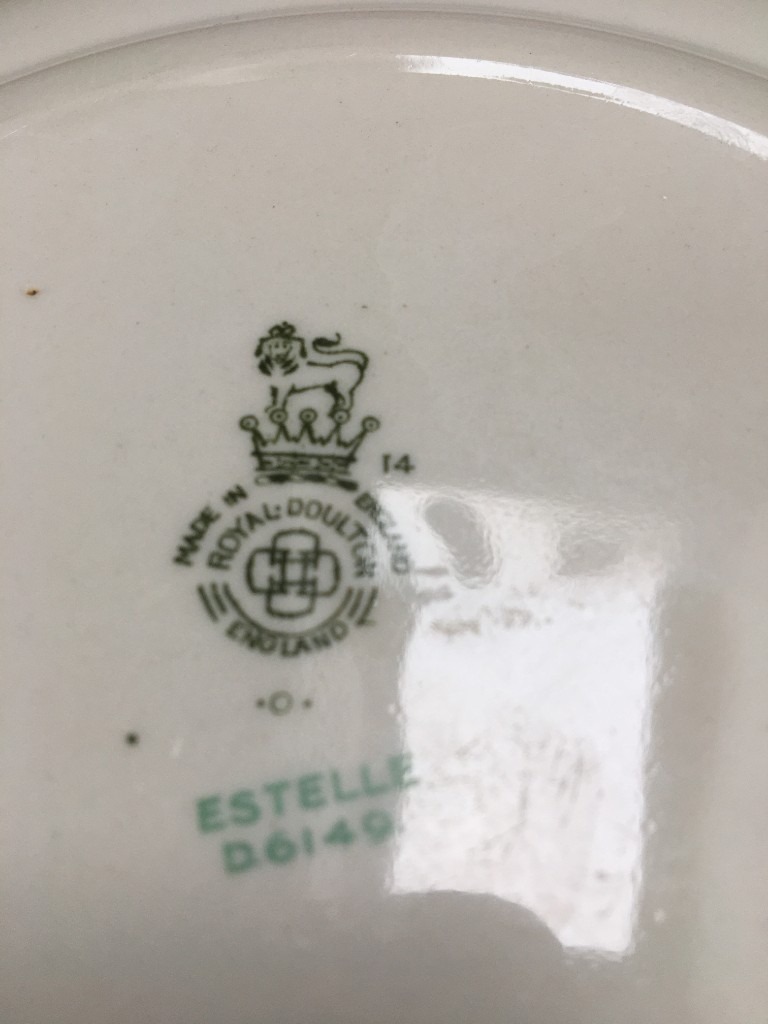 14
MADE IN ENGLAND
ROYAL·DOULTON
ENGLAND
·O·
ESTELLE
D.6149